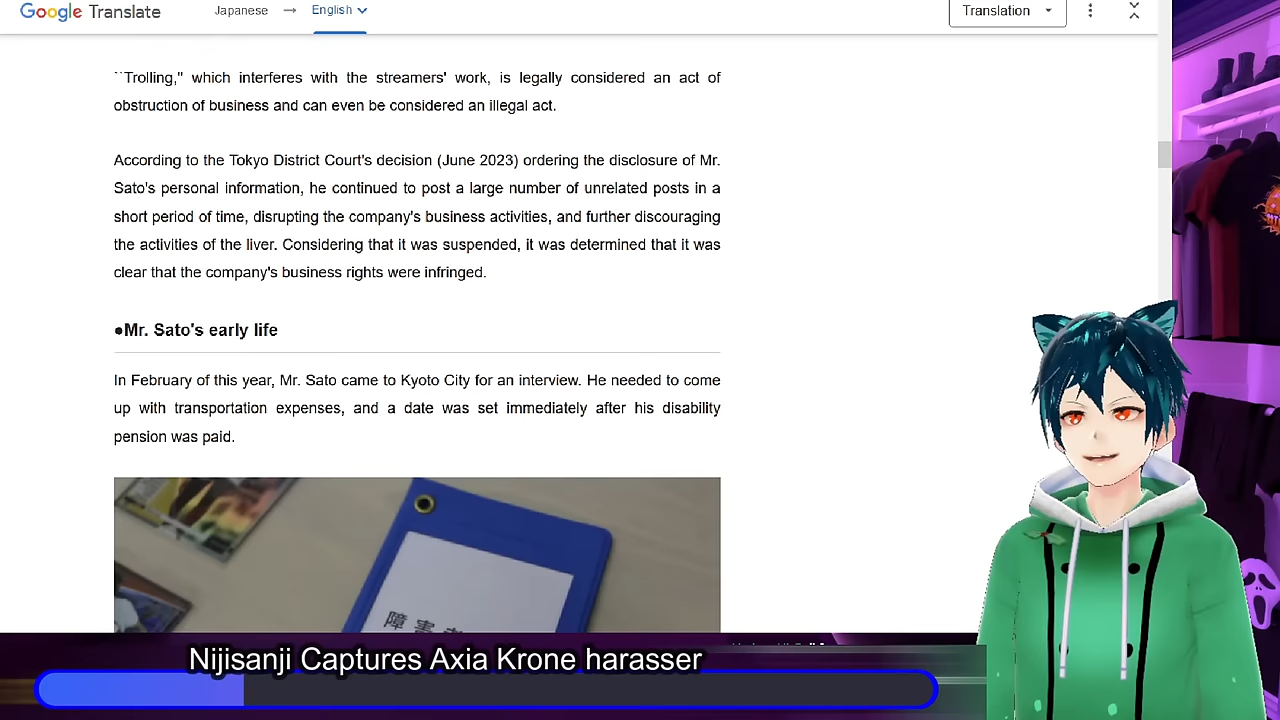 Google Translate
Japanese → English
Translation
``Trolling,'' which interferes with the streamers' work, is legally considered an act of
obstruction of business and can even be considered an illegal act.
According to the Tokyo District Court's decision (June 2023) ordering the disclosure of Mr.
Sato's personal information, he continued to post a large number of unrelated posts in a
short period of time, disrupting the company's business activities, and further discouraging
the activities of the liver. Considering that it was suspended, it was determined that it was
clear that the company's business rights were infringed.
●Mr. Sato's early life
In February of this year, Mr. Sato came to Kyoto City for an interview. He needed to come
up with transportation expenses, and a date was set immediately after his disability
pension was paid.
障害
Nijisanji Captures Axia Krone harasser